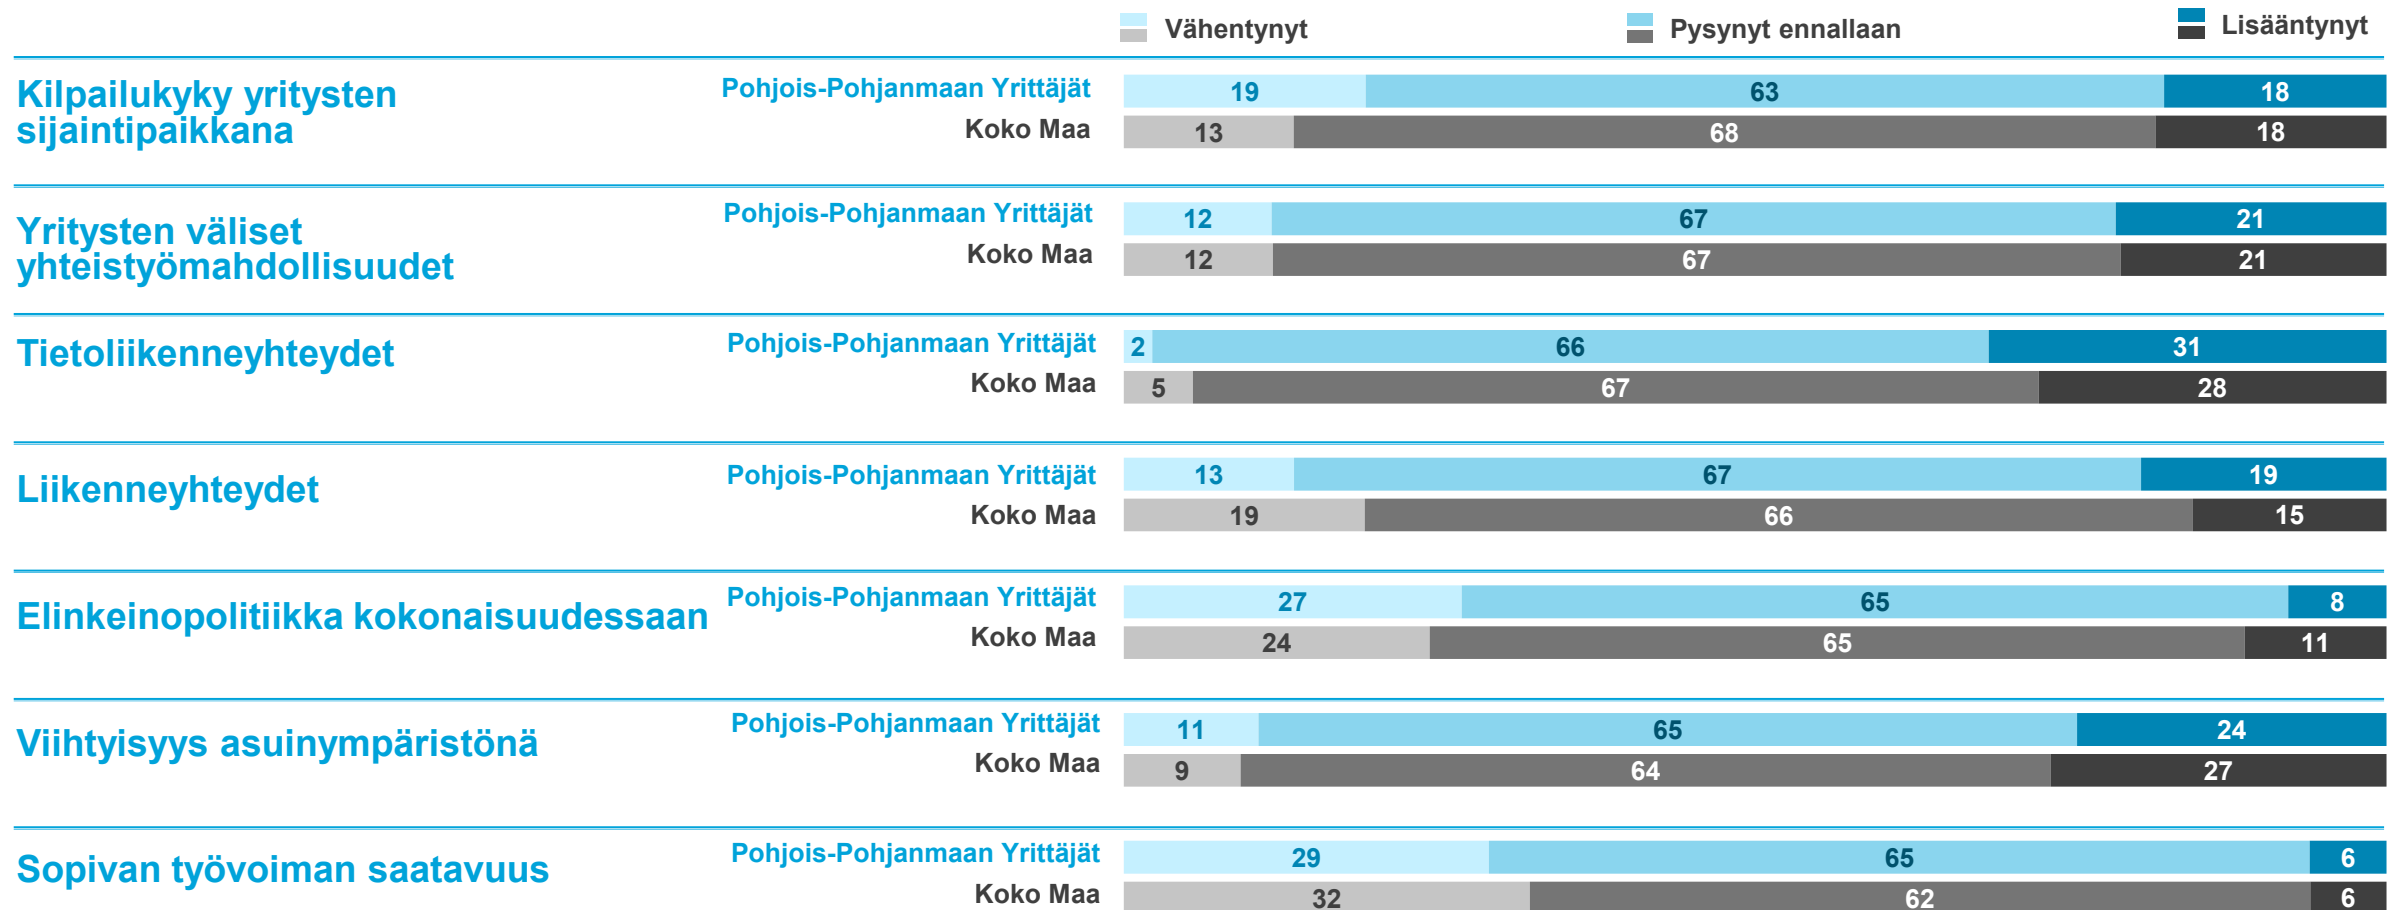 Vähentynyt Pysynyt ennallaan Lisääntynyt
Kilpailukyky yritysten
sijaintipaikkana
Pohjois-Pohjanmaan Yrittäjät 19 63 18
Koko Maa 13 68 18
Yritysten väliset
yhteistyömahdollisuudet
Pohjois-Pohjanmaan Yrittäjät 12 67 21
Koko Maa 12 67 21
Tietoliikenneyhteydet
Pohjois-Pohjanmaan Yrittäjät 2 66 31
Koko Maa 5 67 28
Liikenneyhteydet
Pohjois-Pohjanmaan Yrittäjät 13 67 19
Koko Maa 19 66 15
Elinkeinopolitiikka kokonaisuudessaan
Pohjois-Pohjanmaan Yrittäjät 27 65 8
Koko Maa 24 65 11
Viihtyisyys asuinympäristönä
Pohjois-Pohjanmaan Yrittäjät 11 65 24
Koko Maa 9 64 27
Sopivan työvoiman saatavuus
Pohjois-Pohjanmaan Yrittäjät 29 65 6
Koko Maa 32 62 6